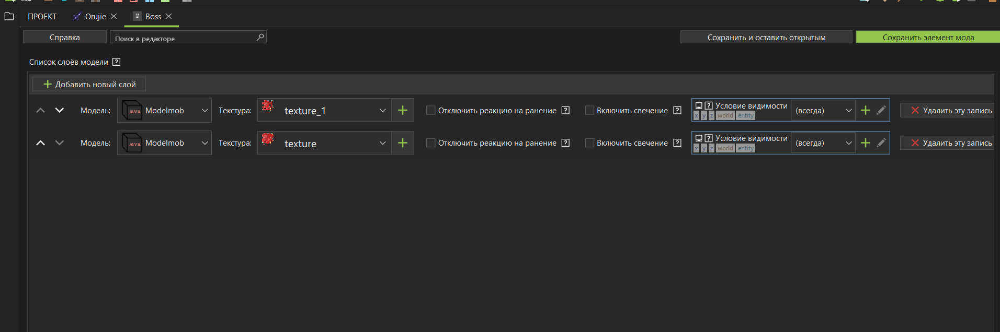 ПРОЕКТ Orujie Boss
Справка Поиск в редакторе Сохранить и оставить открытым Сохранить элемент мода
Список слоёв модели ?
Добавить новый слой
Модель: JAVA Modelmob Текстура: texture_1 Отключить реакцию на ранение ? Включить свечение ? ? Условие видимости (всегда) Удалить эту запись
x y z world entity
Модель: JAVA Modelmob Текстура: texture Отключить реакцию на ранение ? Включить свечение ? ? Условие видимости (всегда) Удалить эту запись
x y z world entity